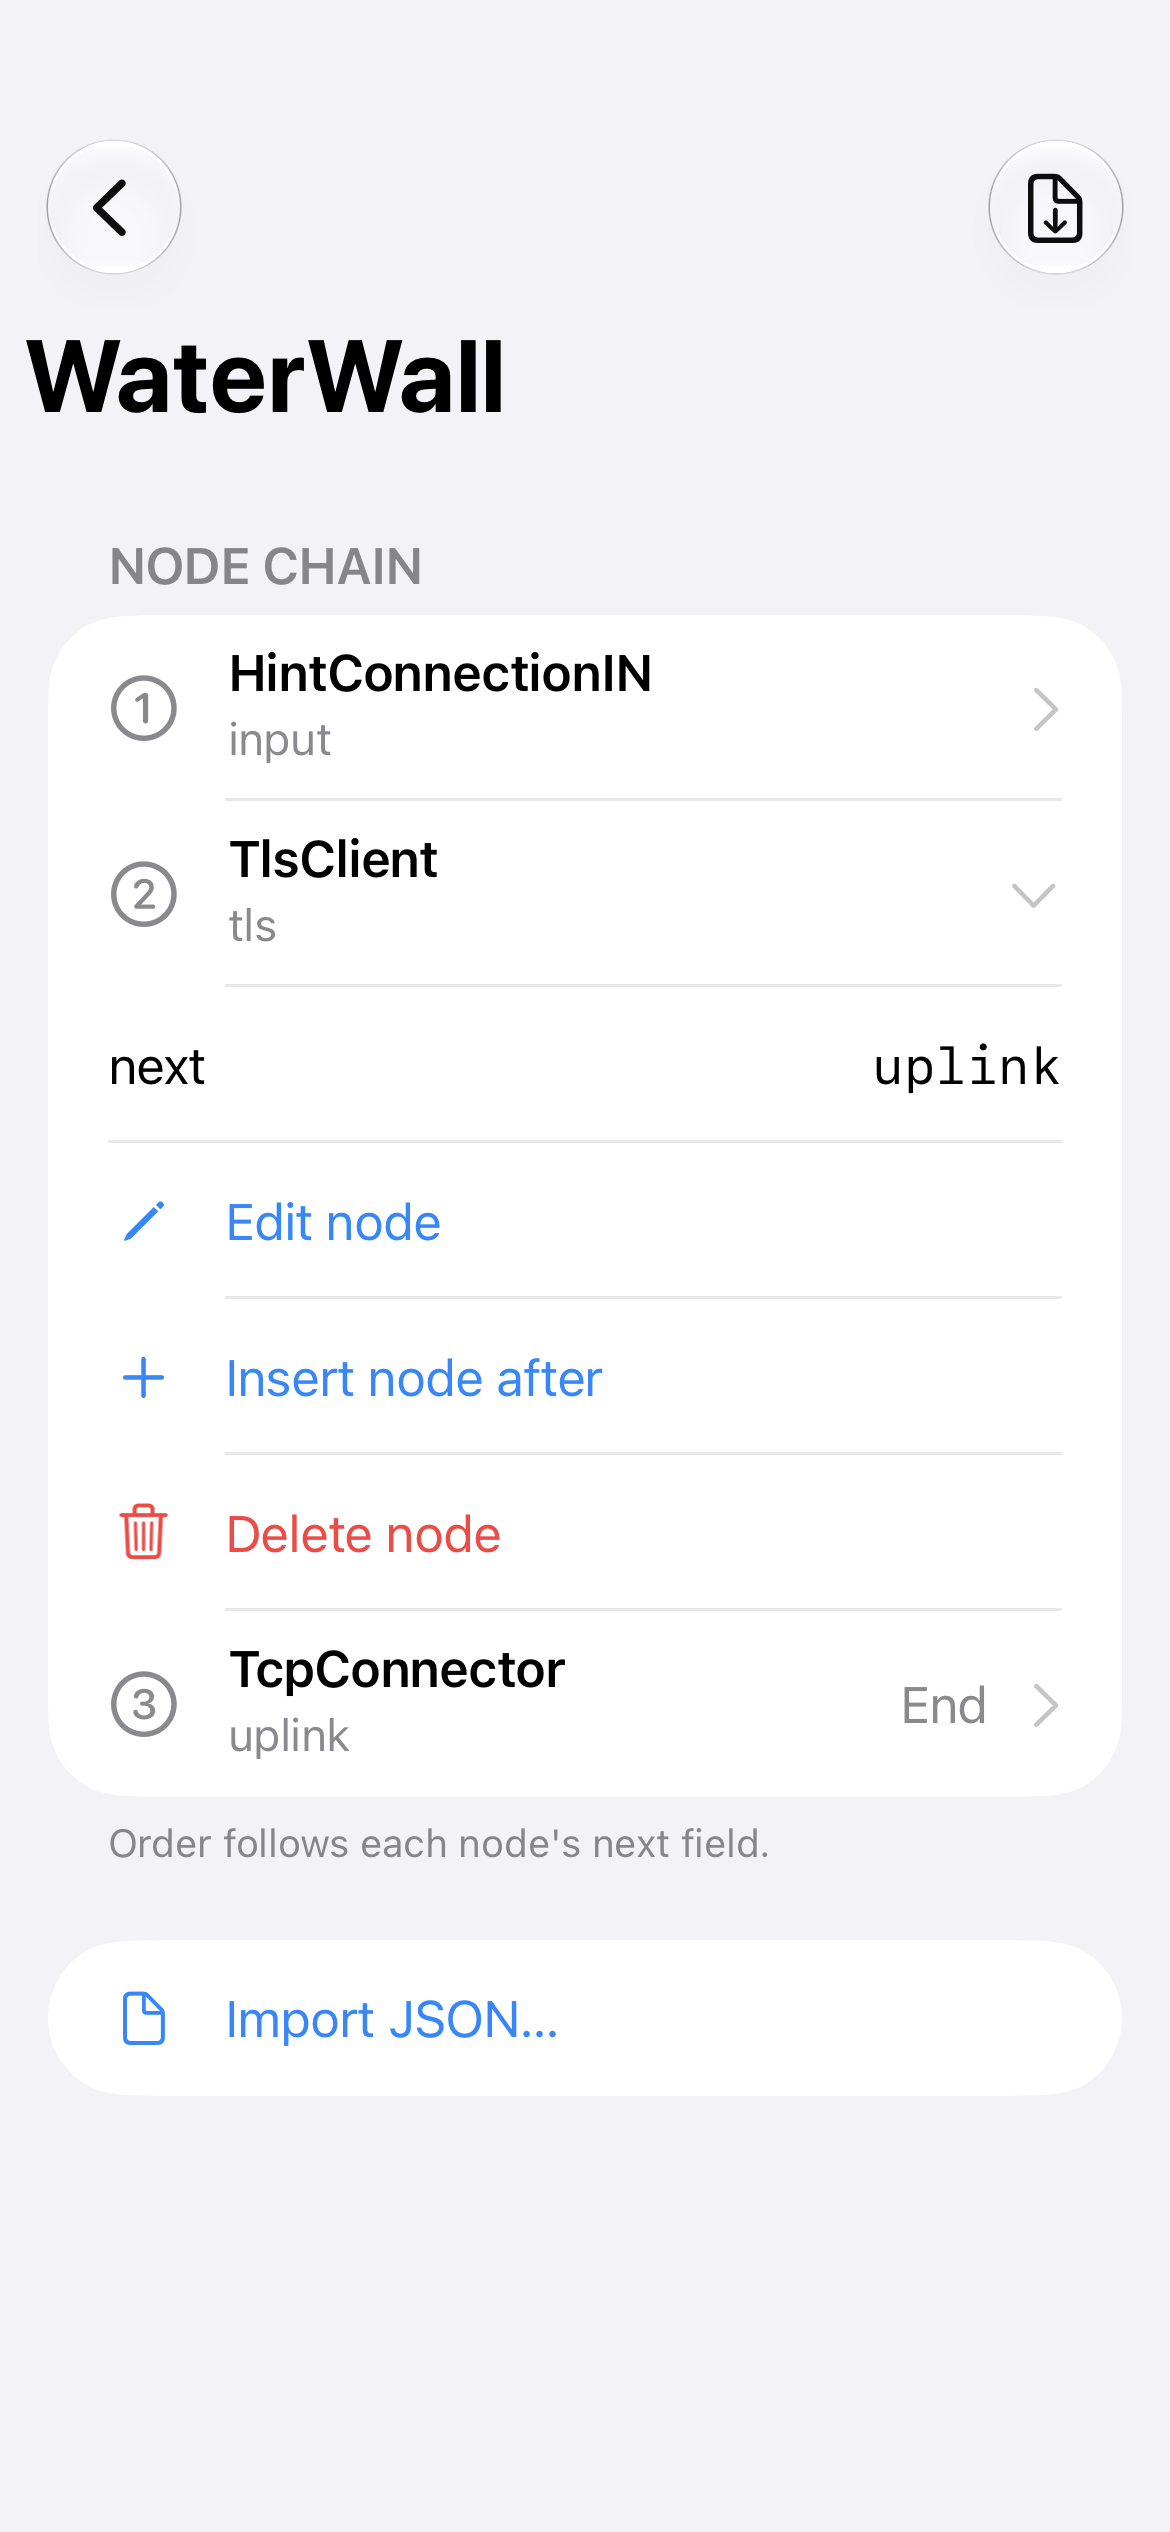 WaterWall
NODE CHAIN
1
HintConnectionIN
input
2
TlsClient
tls
next uplink
Edit node
Insert node after
Delete node
3
TcpConnector
uplink
End
Order follows each node's next field.
Import JSON...